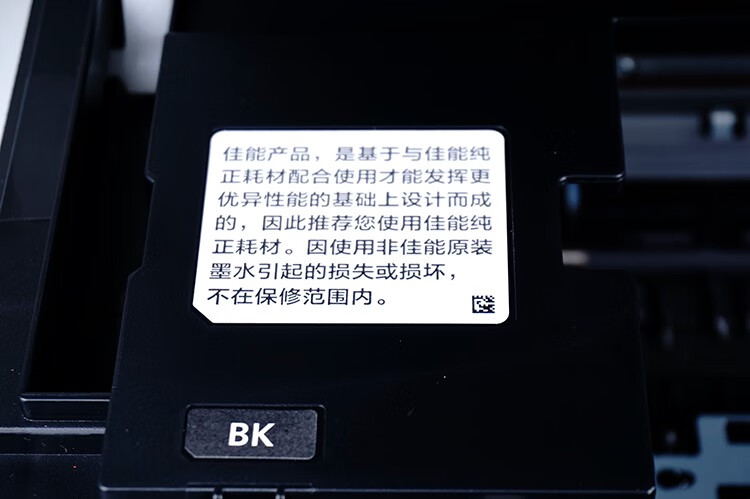 佳能产品，是基于与佳能纯
正耗材配合使用才能发挥更
优异性能的基础上设计而成
的，因此推荐您使用佳能纯
正耗材。因使用非佳能原装
墨水引起的损失或损坏，
不在保修范围内。
BK